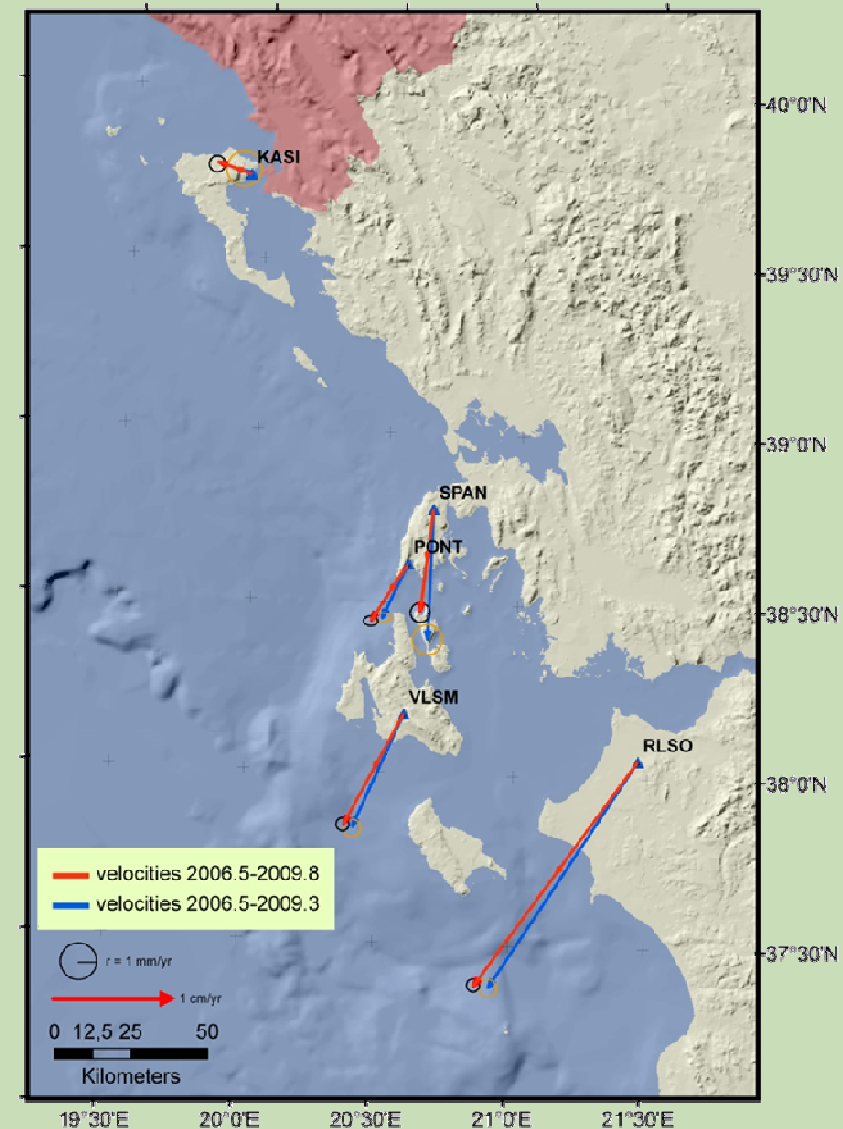 40°0'N
KASI
39°30'N
39°0'N
SPAN
PONT
38°30'N
VLSM
RLSO
38°0'N
velocities 2006.5-2009.8
velocities 2006.5-2009.3
37°30'N
r = 1 mm/yr
1 cm/yr
0 12,5 25 50
Kilometers
19°30'E 20°0'E 20°30'E 21°0'E 21°30'E